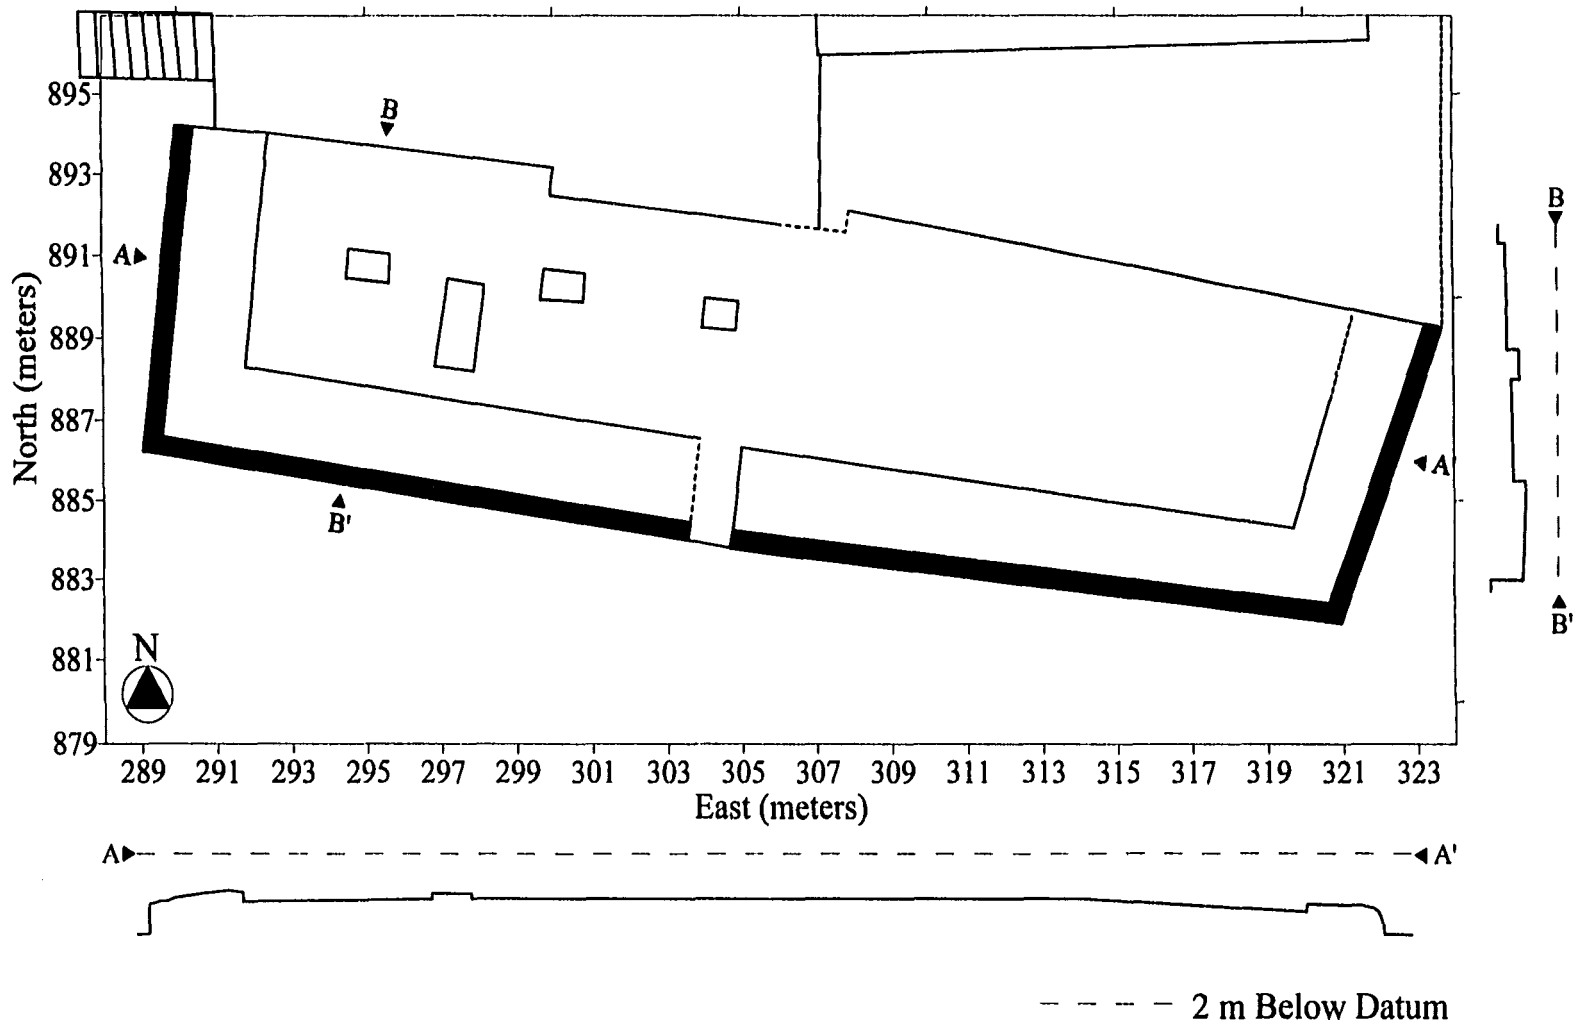 895
893
891
889
887
885
883
881
879
North (meters)
B
A
B'
A
N
289 291 293 295 297 299 301 303 305 307 309 311 313 315 317 319 321 323
East (meters)
B
B'
A A'
2 m Below Datum